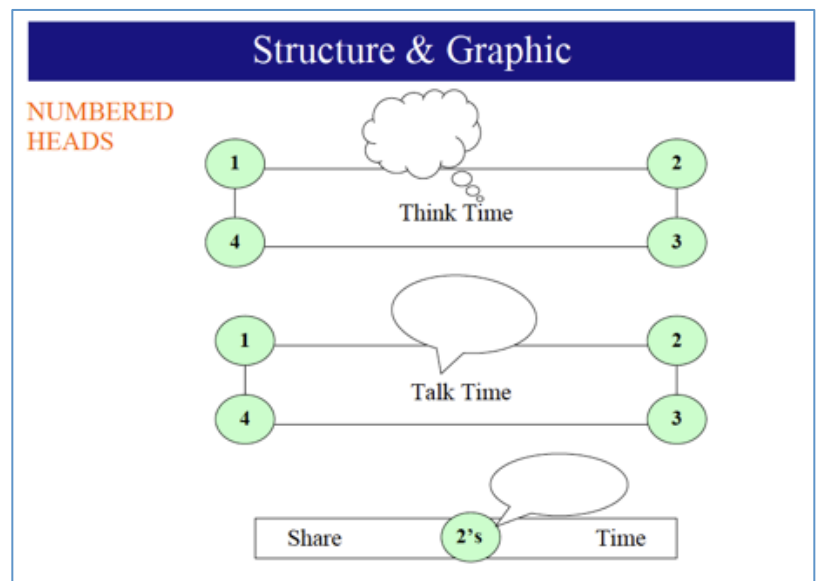 Structure & Graphic
NUMBERED
HEADS
1
2
Think Time
4
3
1
2
Talk Time
4
3
Share 2's Time